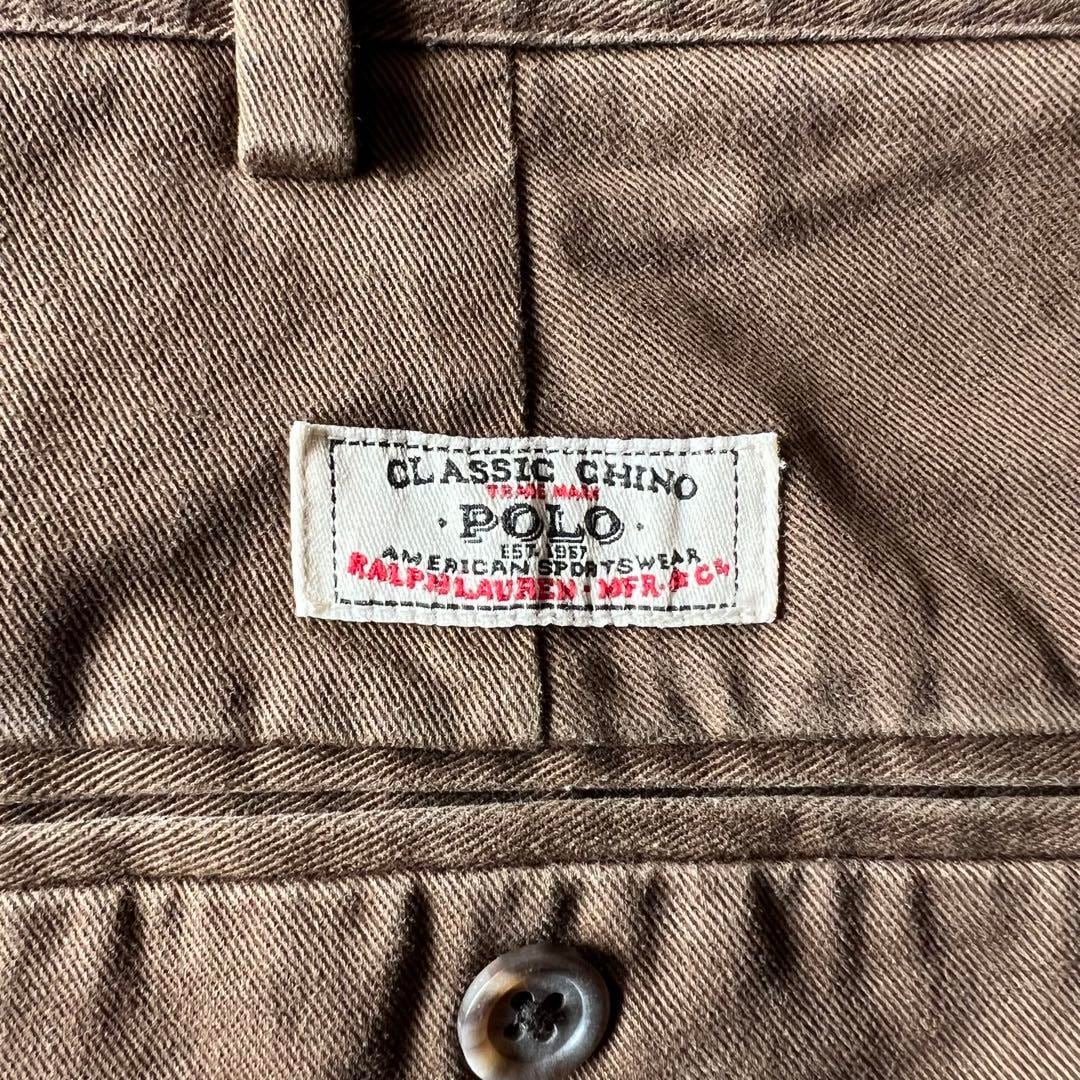 CLASSIC CHINO
TRADE MARK
· POLO ·
EST. 1967
AMERICAN SPORTSWEAR
RALPH LAUREN · MFR. & Co.